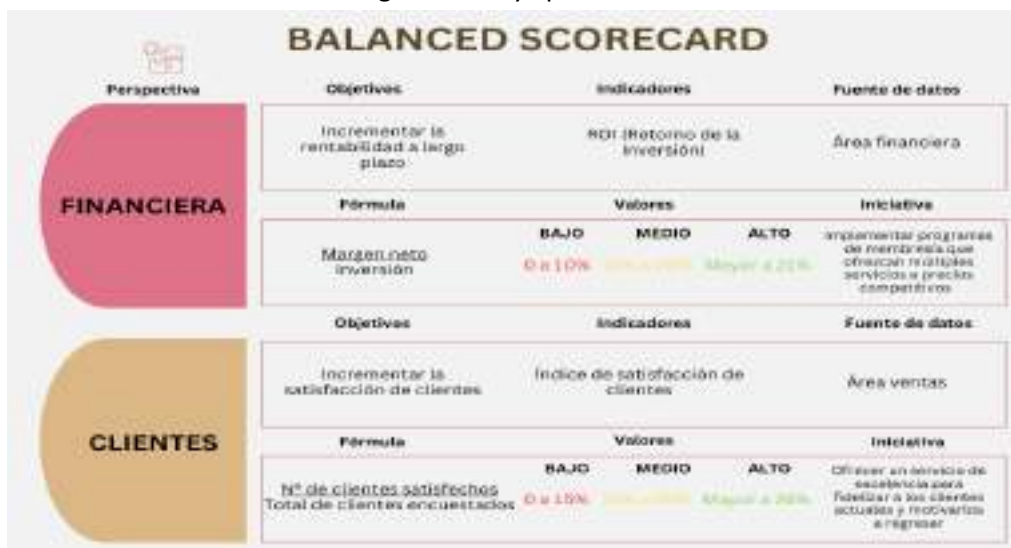 BALANCED SCORECARD
Perspectiva Objetivos Indicadores Fuente de datos
FINANCIERA
Incrementar la
rentabilidad a largo
plazo
ROI (Retorno de la
Inversión)
Área financiera
Fórmula Valores Iniciativa
Margen neto
Inversión
BAJO MEDIO ALTO
0 a 10% Mayor a 21%
Implementar programas
de membresía que
ofrezcan múltiples
servicios a precios
competitivos
Objetivos Indicadores Fuente de datos
CLIENTES
Incrementar la
satisfacción de clientes
Índice de satisfacción de
clientes
Área ventas
Fórmula Valores Iniciativa
N° de clientes satisfechos
Total de clientes encuestados
BAJO MEDIO ALTO
0 a 15% Mayor a
Ofrecer un servicio de
excelencia para
fidelizar a los clientes
actuales y motivarlos
a regresar